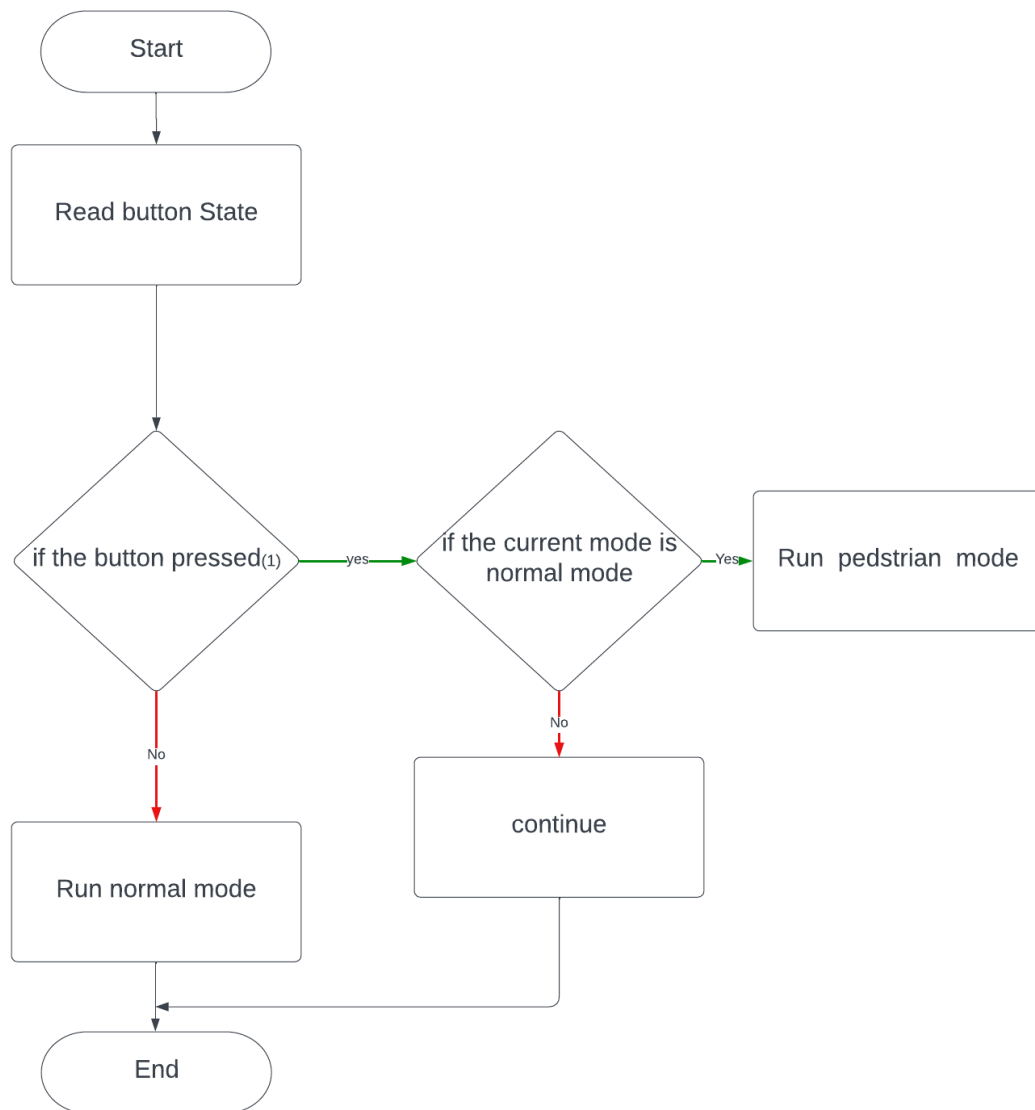 Start
Read button State
if the button pressed(1)
yes
if the current mode is
normal mode
Yes
Run pedstrian mode
No
No
continue
Run normal mode
End